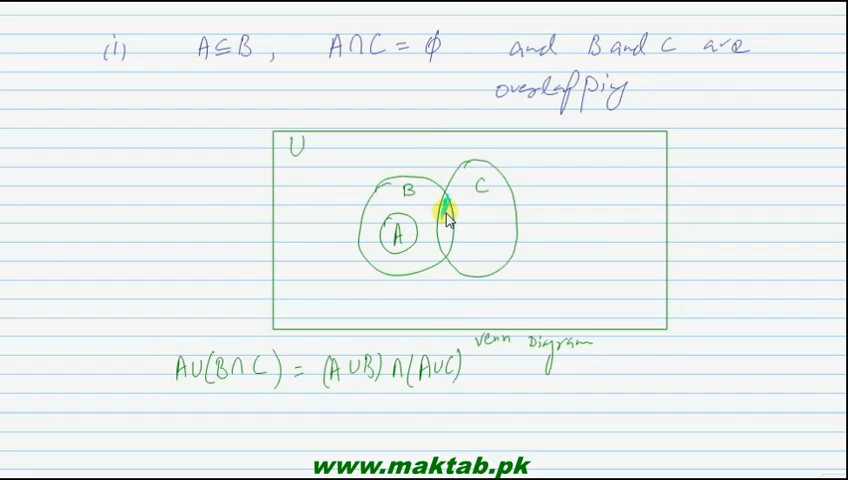 (i) A⊆B, A∩C = ϕ and B and C are
overlapping
U
B
C
A
Venn Diagram
A∪(B∩C) = (A∪B)∩(A∪C)
www.maktab.pk